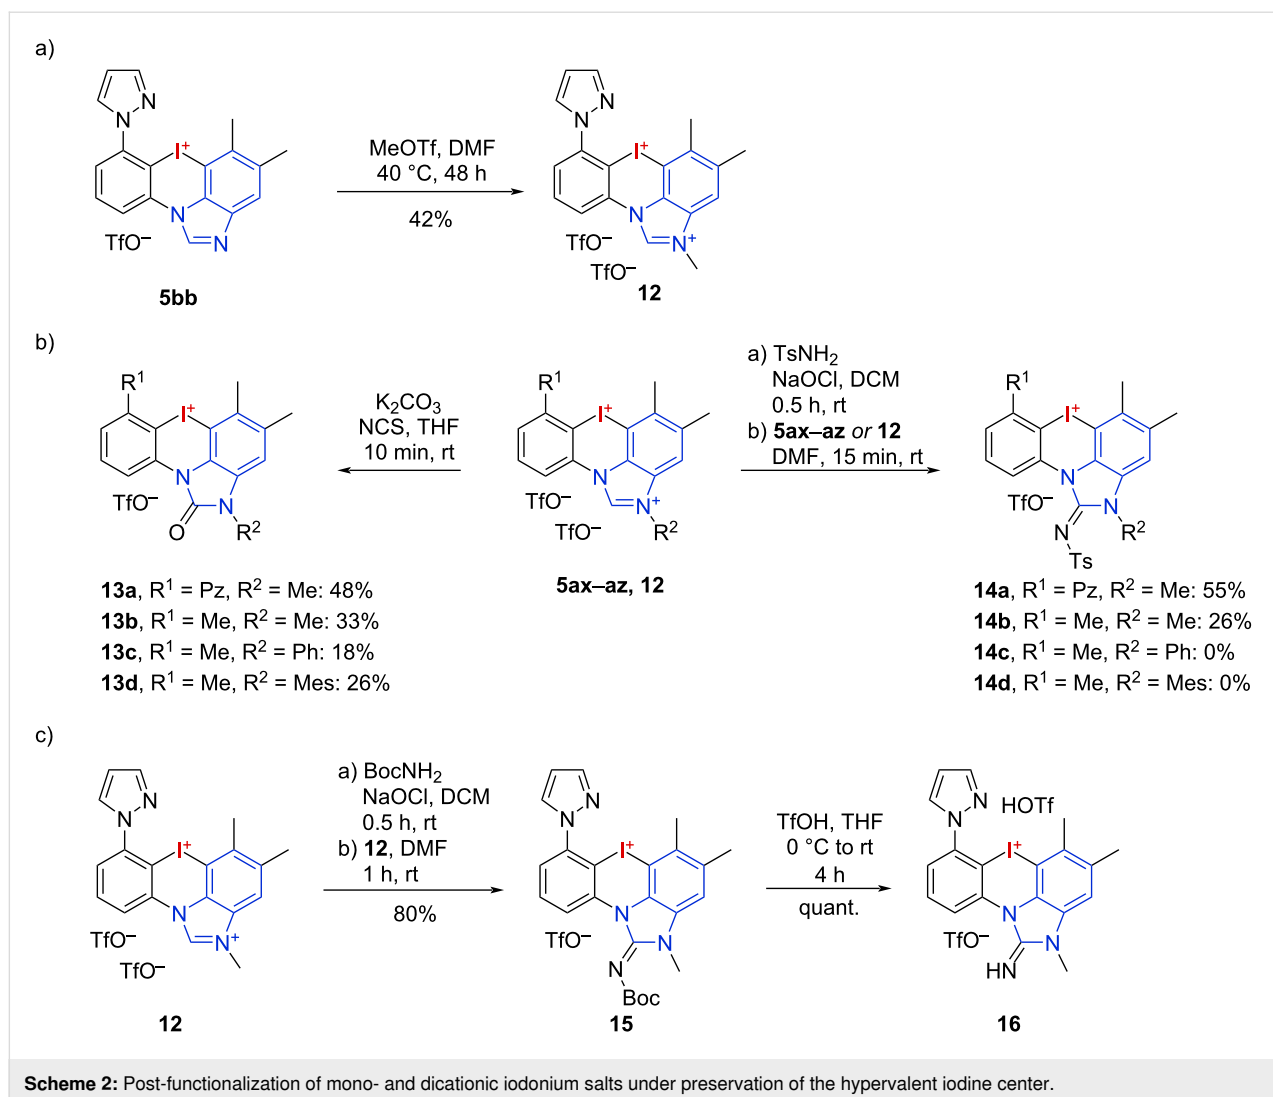 a)
N
N
I+
N
N
TfO–
5bb
MeOTf, DMF
40 °C, 48 h
42%
N
N
I+
N
N+
TfO–
TfO–
12
b)
R1
I+
N
N
TfO–
O
R2
K2CO3
NCS, THF
10 min, rt
R1
I+
N
N+
TfO–
TfO–
R2
5ax–az, 12
a) TsNH2
NaOCl, DCM
0.5 h, rt
b) 5ax–az or 12
DMF, 15 min, rt
R1
I+
N
N
TfO–
N
R2
Ts
13a, R1 = Pz, R2 = Me: 48%
13b, R1 = Me, R2 = Me: 33%
13c, R1 = Me, R2 = Ph: 18%
13d, R1 = Me, R2 = Mes: 26%
14a, R1 = Pz, R2 = Me: 55%
14b, R1 = Me, R2 = Me: 26%
14c, R1 = Me, R2 = Ph: 0%
14d, R1 = Me, R2 = Mes: 0%
c)
N
N
I+
N
N+
TfO–
TfO–
12
a) BocNH2
NaOCl, DCM
0.5 h, rt
b) 12, DMF
1 h, rt
80%
N
N
I+
N
N
TfO–
N
Boc
15
TfOH, THF
0 °C to rt
4 h
quant.
N
N
HOTf
I+
N
N
TfO–
HN
16
Scheme 2: Post-functionalization of mono- and dicationic iodonium salts under preservation of the hypervalent iodine center.